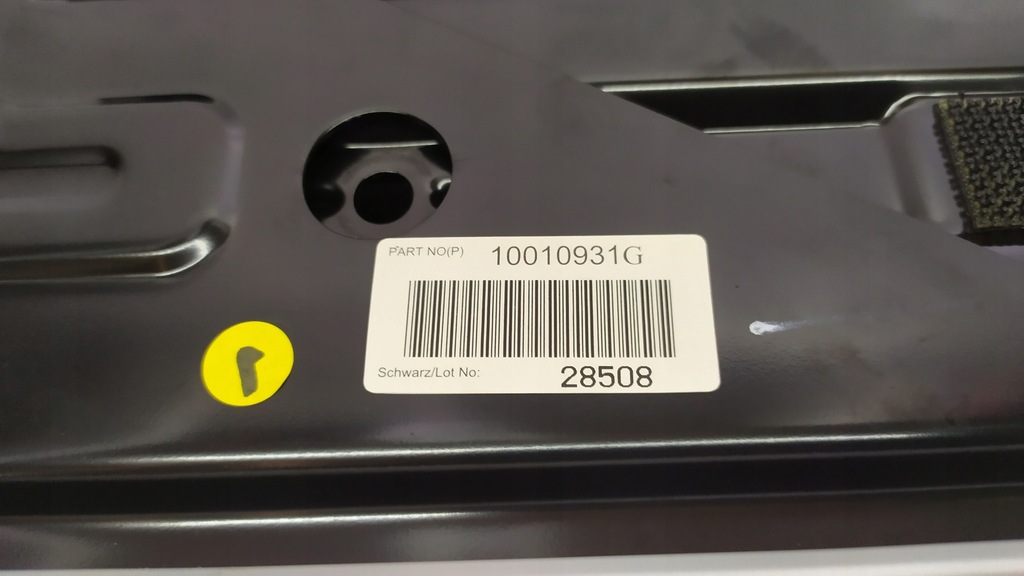 PART NO(P) 10010931G
Schwarz/Lot No: 28508